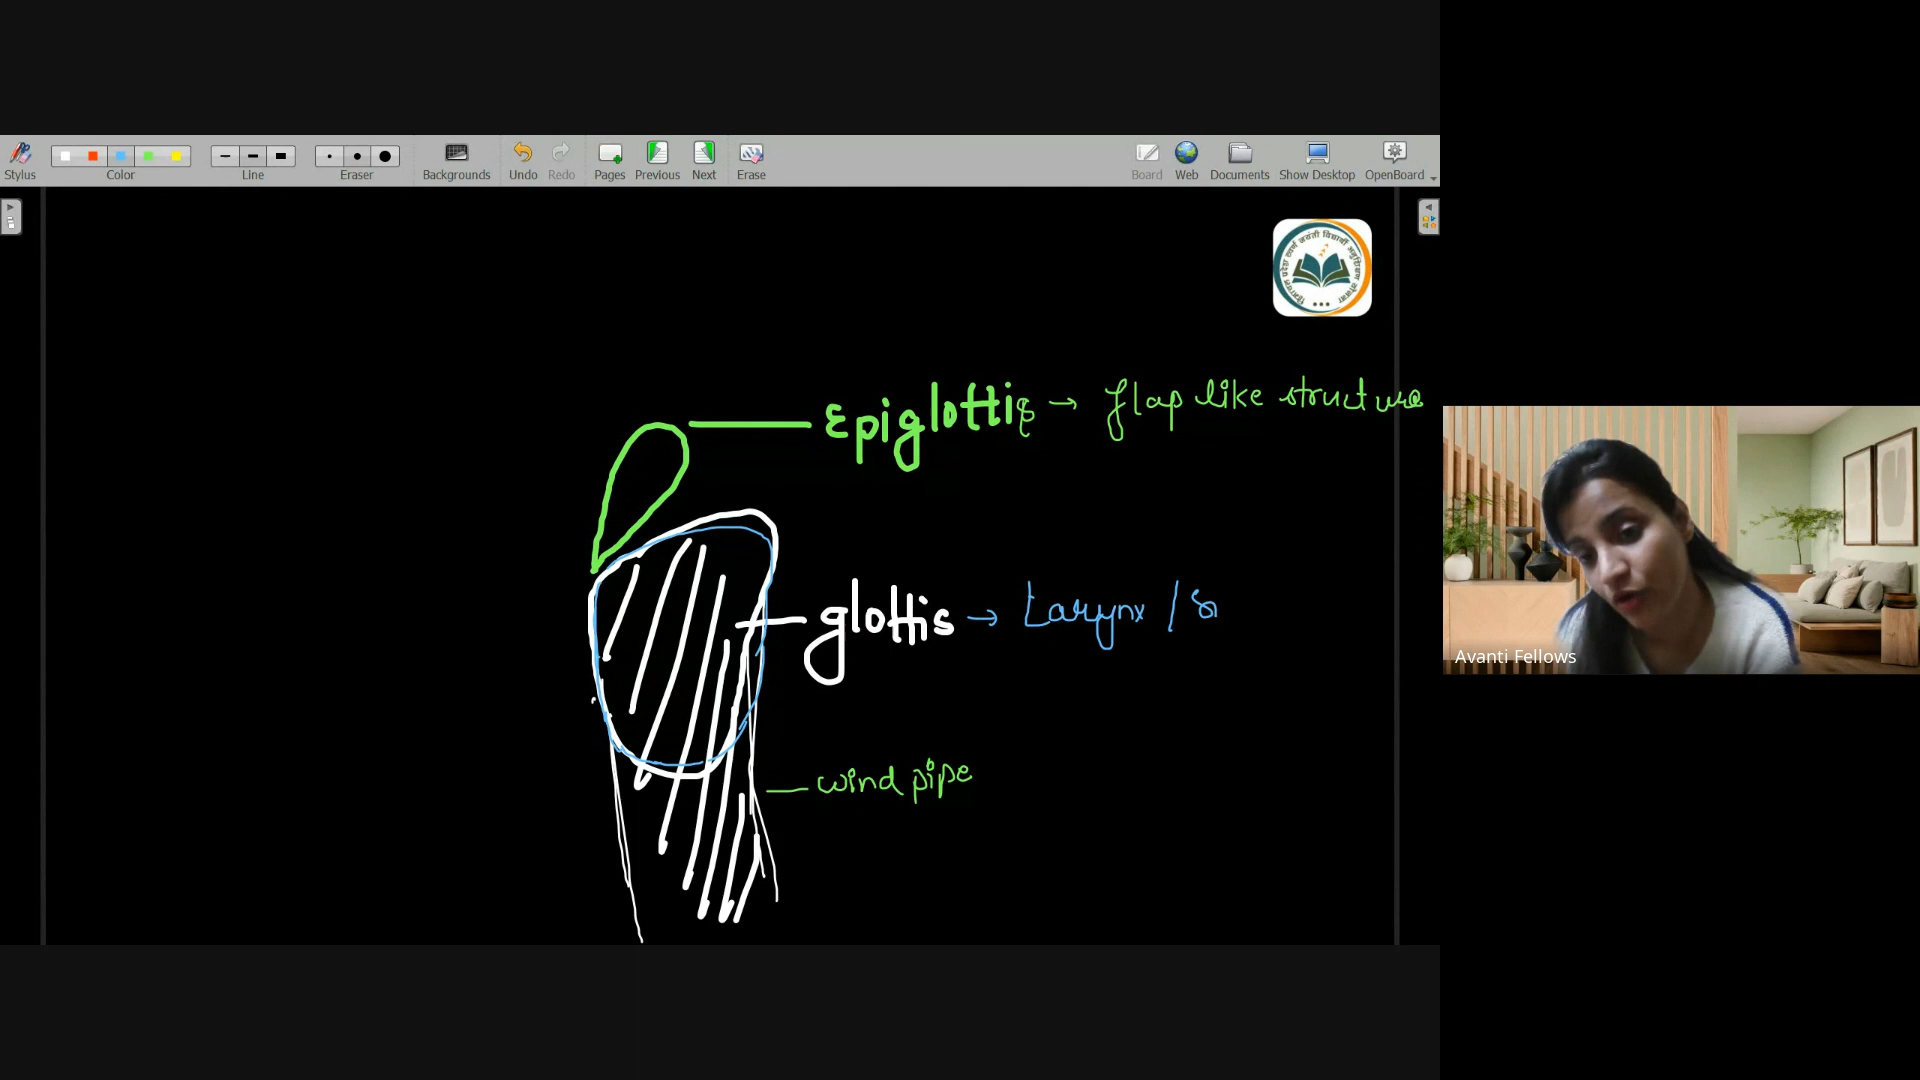 Stylus Color Line Eraser Backgrounds Undo Redo Pages Previous Next Erase Board Web Documents Show Desktop OpenBoard
Epiglottis → flap like structure
glottis → Larynx / S
wind pipe
Avanti Fellows